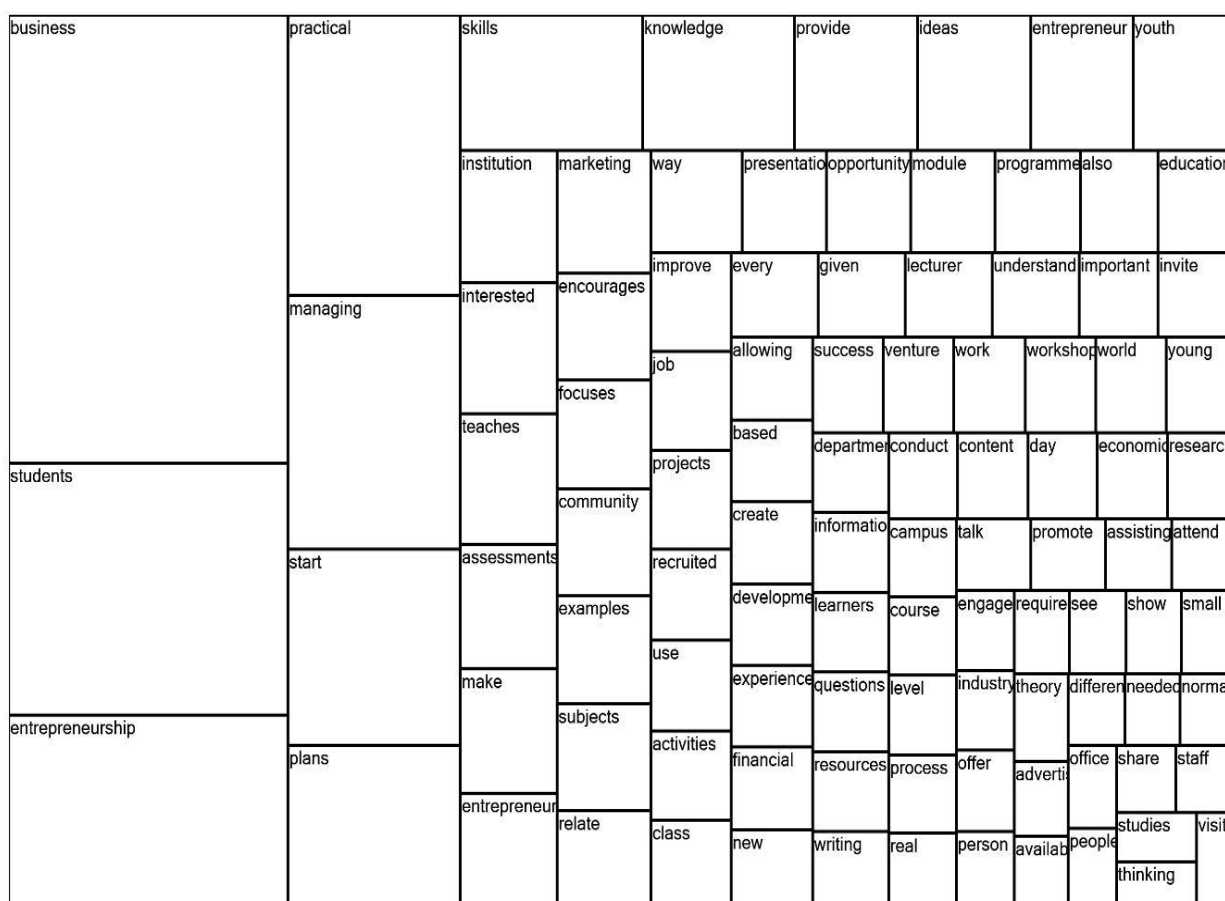 business
students
entrepreneurship
practical
managing
start
plans
skills
knowledge
provide
ideas
entrepreneur
youth
institution
interested
teaches
assessments
make
entrepreneur
marketing
encourages
focuses
community
examples
subjects
relate
way
presentatio
opportunity
module
programme
also
education
improve
job
projects
recruited
use
activities
class
every
given
lecturer
understand
important
invite
allowing
based
create
developme
experience
financial
new
success
venture
work
workshop
world
young
departmen
informatio
learners
questions
resources
writing
conduct
content
day
economic
researc
campus
course
level
process
real
talk
promote
assisting
attend
engage
industry
offer
person
require
theory
adverti
availab
see
show
small
differen
needed
norma
office
people
share
staff
studies
thinking
visit